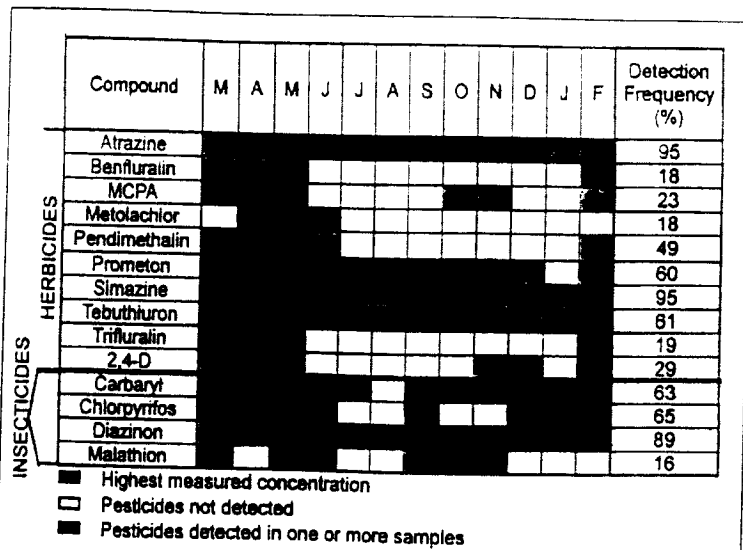 Compound M A M J J A S O N D J F Detection Frequency (%)
HERBICIDES
Atrazine 95
Benfluralin 18
MCPA 23
Metolachlor 18
Pendimethalin 49
Prometon 60
Simazine 95
Tebuthiuron 61
Trifluralin 19
2,4-D 29
INSECTICIDES
Carbaryl 63
Chlorpyrifos 65
Diazinon 89
Malathion 16
Highest measured concentration
Pesticides not detected
Pesticides detected in one or more samples